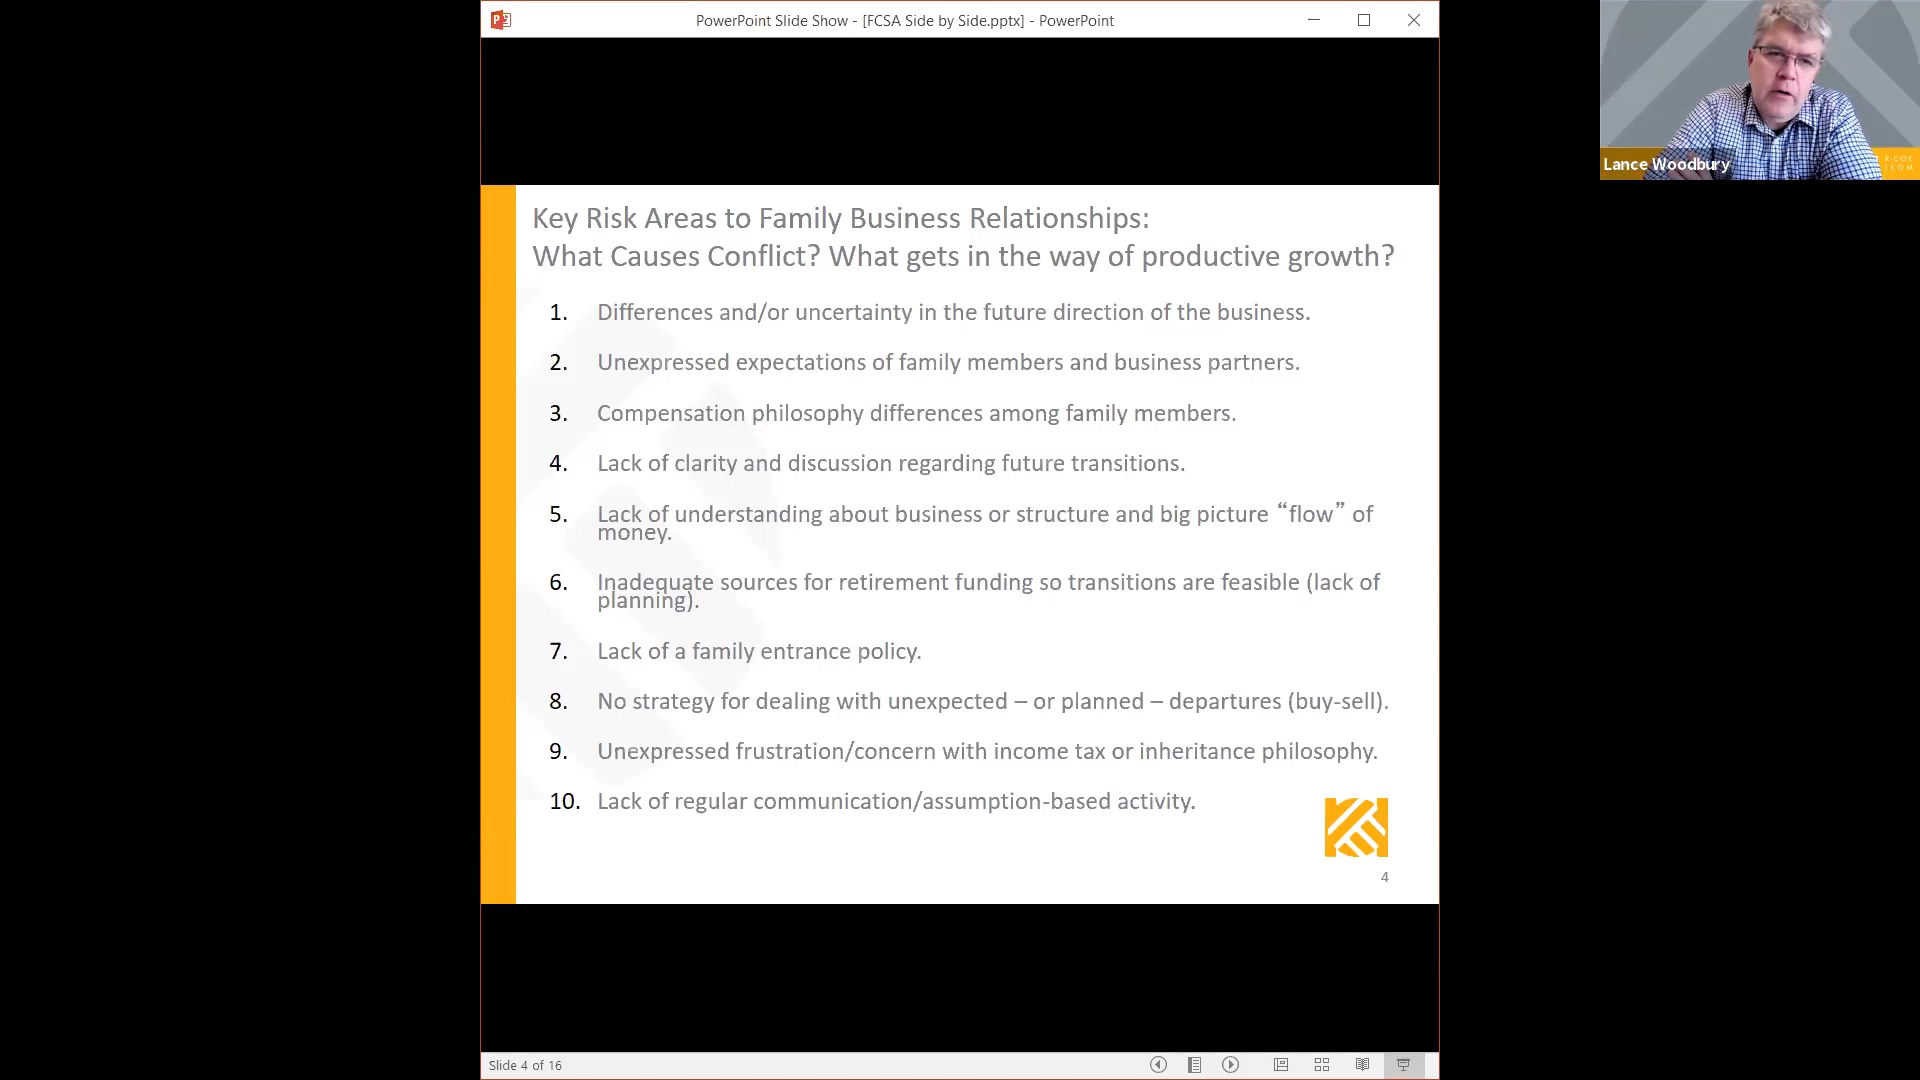 PowerPoint Slide Show - [FCSA Side by Side.pptx] - PowerPoint
Lance Woodbury
K·COE
ISOM
Key Risk Areas to Family Business Relationships:
What Causes Conflict? What gets in the way of productive growth?
1. Differences and/or uncertainty in the future direction of the business.
2. Unexpressed expectations of family members and business partners.
3. Compensation philosophy differences among family members.
4. Lack of clarity and discussion regarding future transitions.
5. Lack of understanding about business or structure and big picture “flow” of
money.
6. Inadequate sources for retirement funding so transitions are feasible (lack of
planning).
7. Lack of a family entrance policy.
8. No strategy for dealing with unexpected – or planned – departures (buy-sell).
9. Unexpressed frustration/concern with income tax or inheritance philosophy.
10. Lack of regular communication/assumption-based activity.
4
Slide 4 of 16